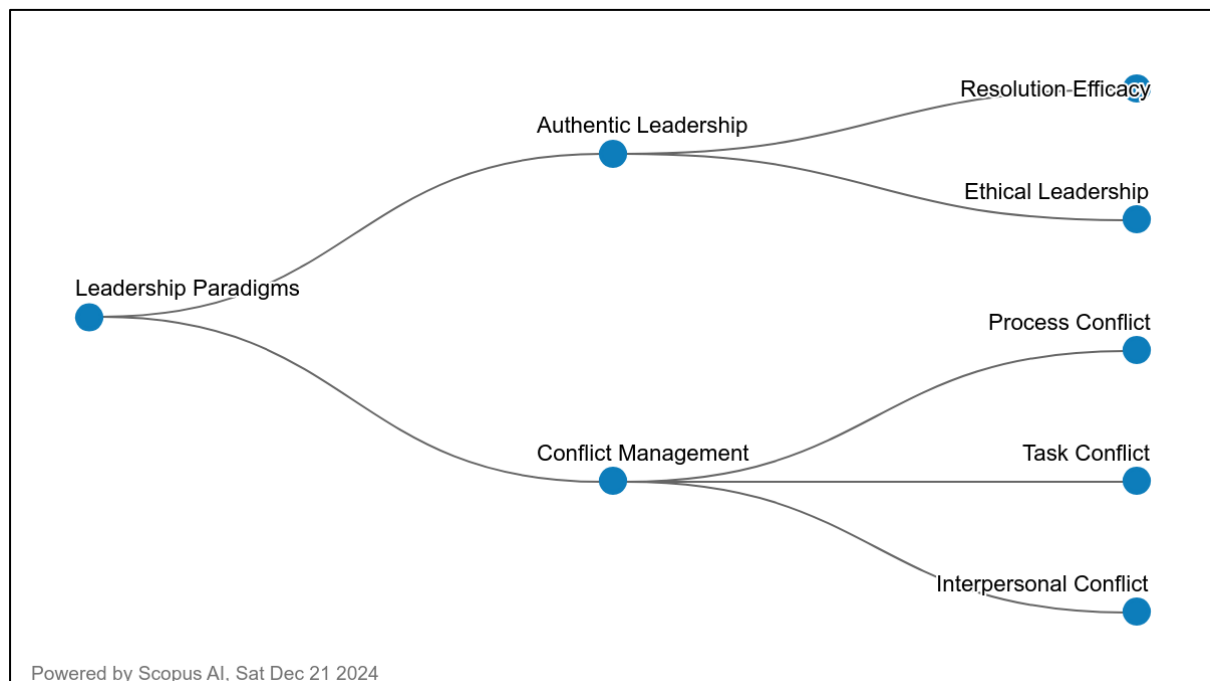 Resolution Efficacy
Authentic Leadership
Ethical Leadership
Leadership Paradigms
Process Conflict
Conflict Management
Task Conflict
Interpersonal Conflict
Powered by Scopus AI, Sat Dec 21 2024